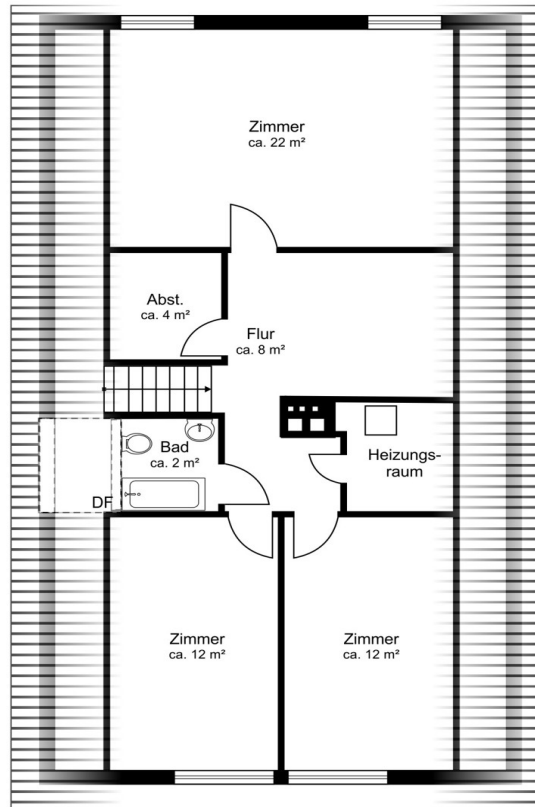 Zimmer
ca. 22 m²
Abst.
ca. 4 m²
Flur
ca. 8 m²
Bad
ca. 2 m²
Heizungs-
raum
DF
Zimmer
ca. 12 m²
Zimmer
ca. 12 m²